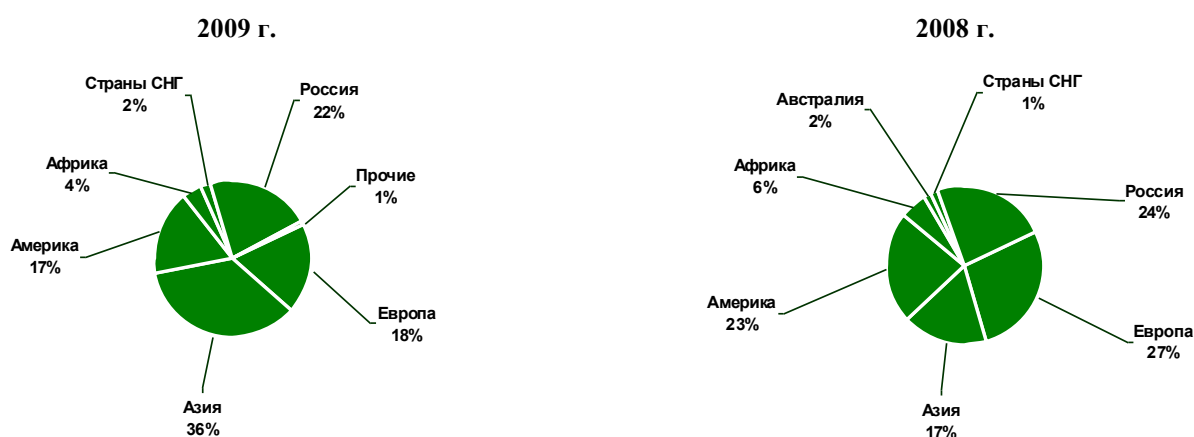 2009 г.
Страны СНГ
2%
Россия
22%
Африка
4%
Прочие
1%
Америка
17%
Европа
18%
Азия
36%
2008 г.
Страны СНГ
1%
Австралия
2%
Африка
6%
Россия
24%
Америка
23%
Европа
27%
Азия
17%